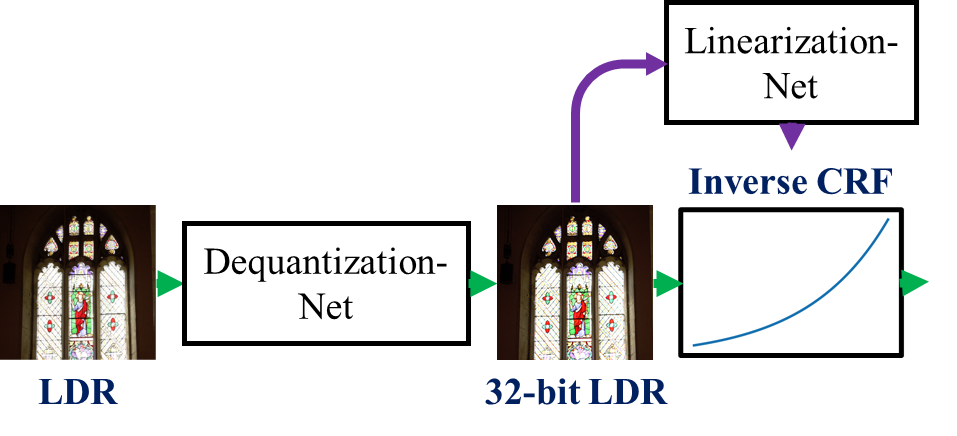 Linearization-
Net
Inverse CRF
Dequantization-
Net
LDR
32-bit LDR